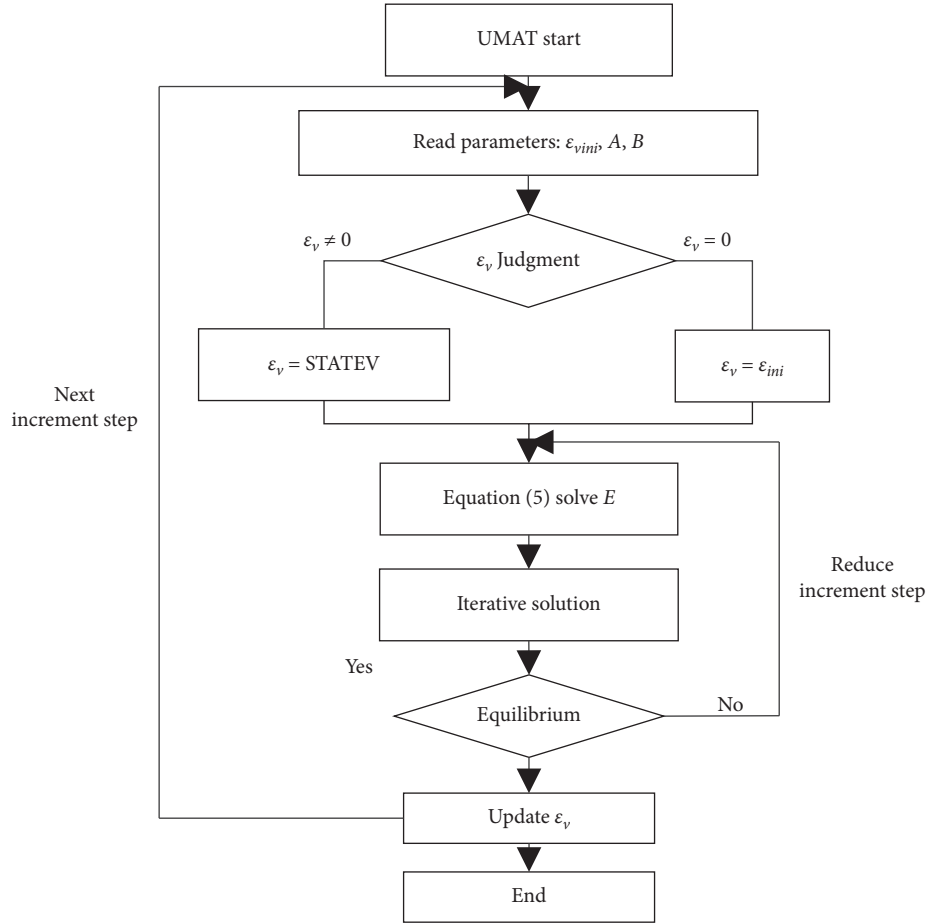 UMAT start
Read parameters: εvini, A, B
εv ≠ 0
εv = 0
εv Judgment
εv = STATEV
εv = εini
Next
increment step
Equation (5) solve E
Reduce
increment step
Iterative solution
Yes
Equilibrium
No
Update εv
End